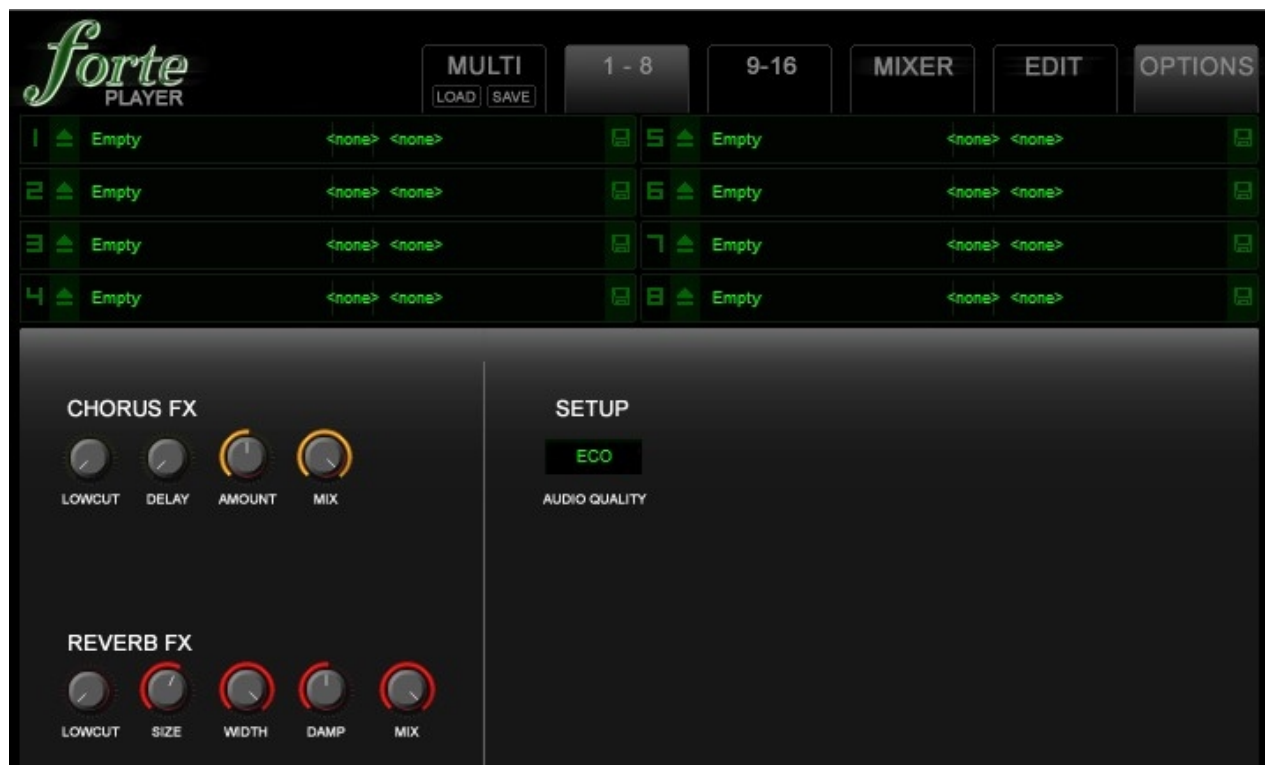 forte
PLAYER
MULTI
LOAD SAVE
1 - 8
9-16
MIXER
EDIT
OPTIONS
1 Empty <none> <none>
2 Empty <none> <none>
3 Empty <none> <none>
4 Empty <none> <none>
5 Empty <none> <none>
6 Empty <none> <none>
7 Empty <none> <none>
8 Empty <none> <none>
CHORUS FX
LOWCUT DELAY AMOUNT MIX
REVERB FX
LOWCUT SIZE WIDTH DAMP MIX
SETUP
ECO
AUDIO QUALITY